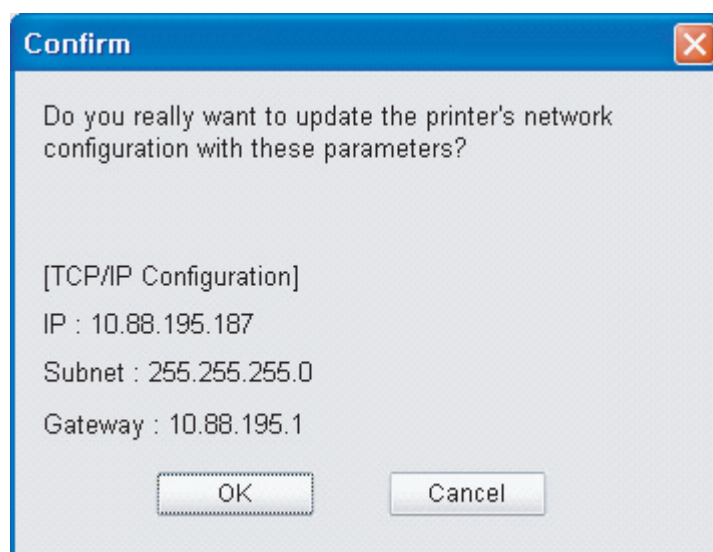 Confirm
Do you really want to update the printer's network
configuration with these parameters?
[TCP/IP Configuration]
IP : 10.88.195.187
Subnet : 255.255.255.0
Gateway : 10.88.195.1
OK
Cancel